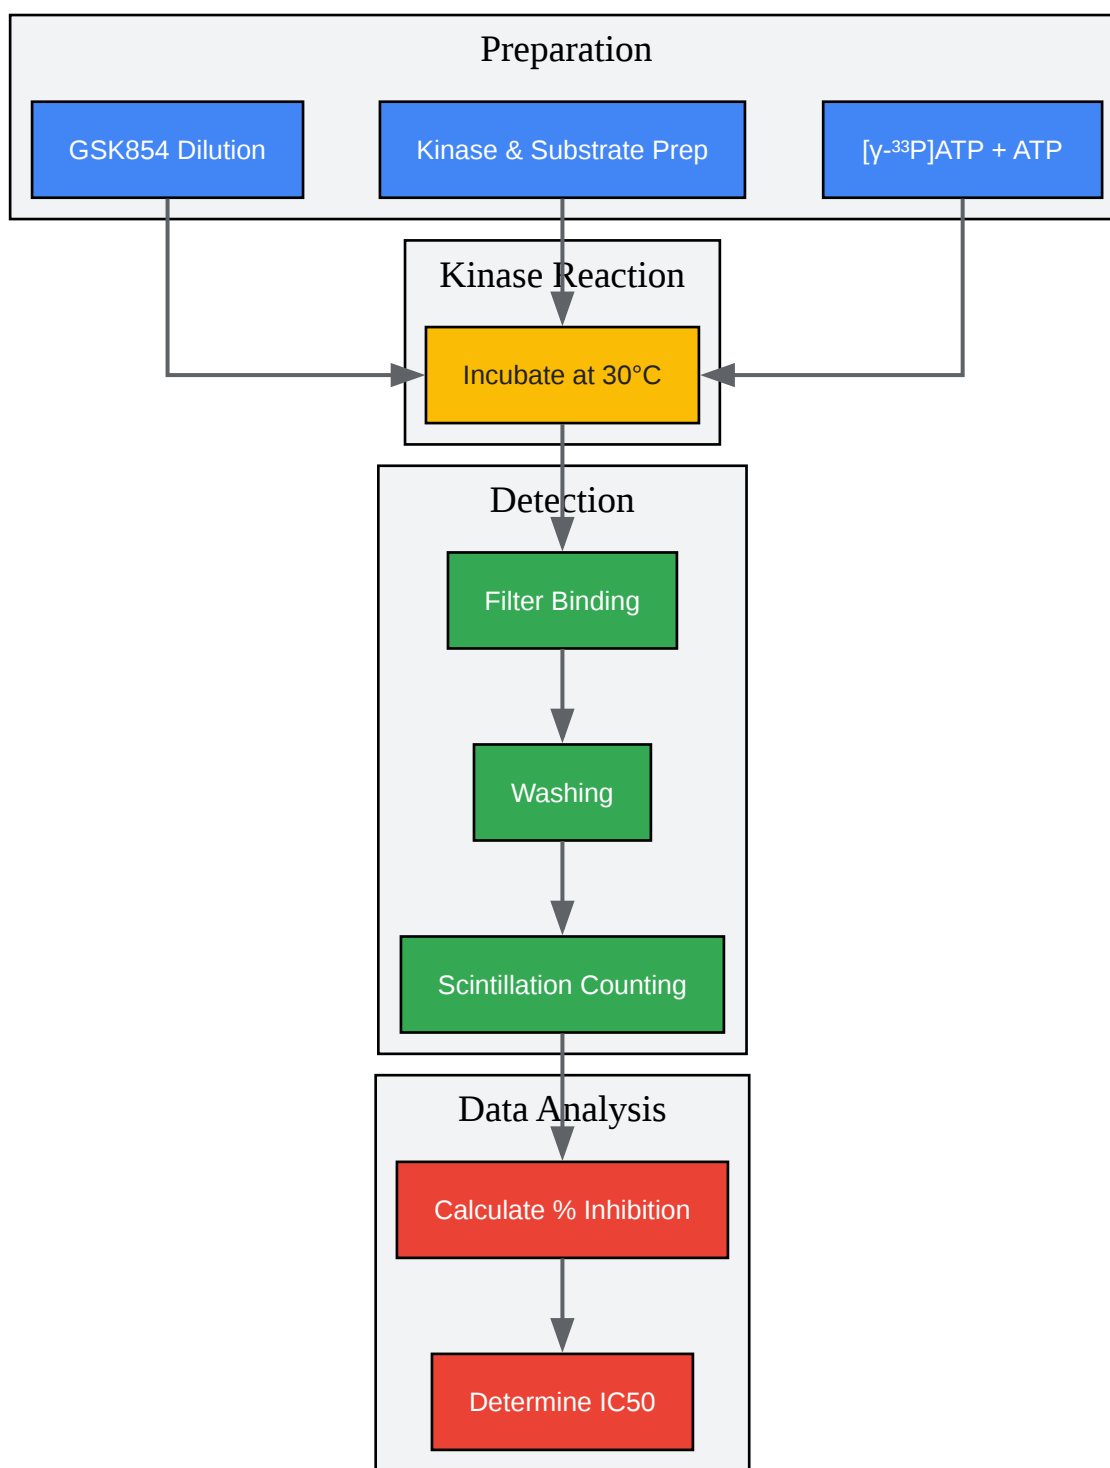 Preparation
GSK854 Dilution
Kinase & Substrate Prep
[γ-³³P]ATP + ATP
Kinase Reaction
Incubate at 30°C
Detection
Filter Binding
Washing
Scintillation Counting
Data Analysis
Calculate % Inhibition
Determine IC50